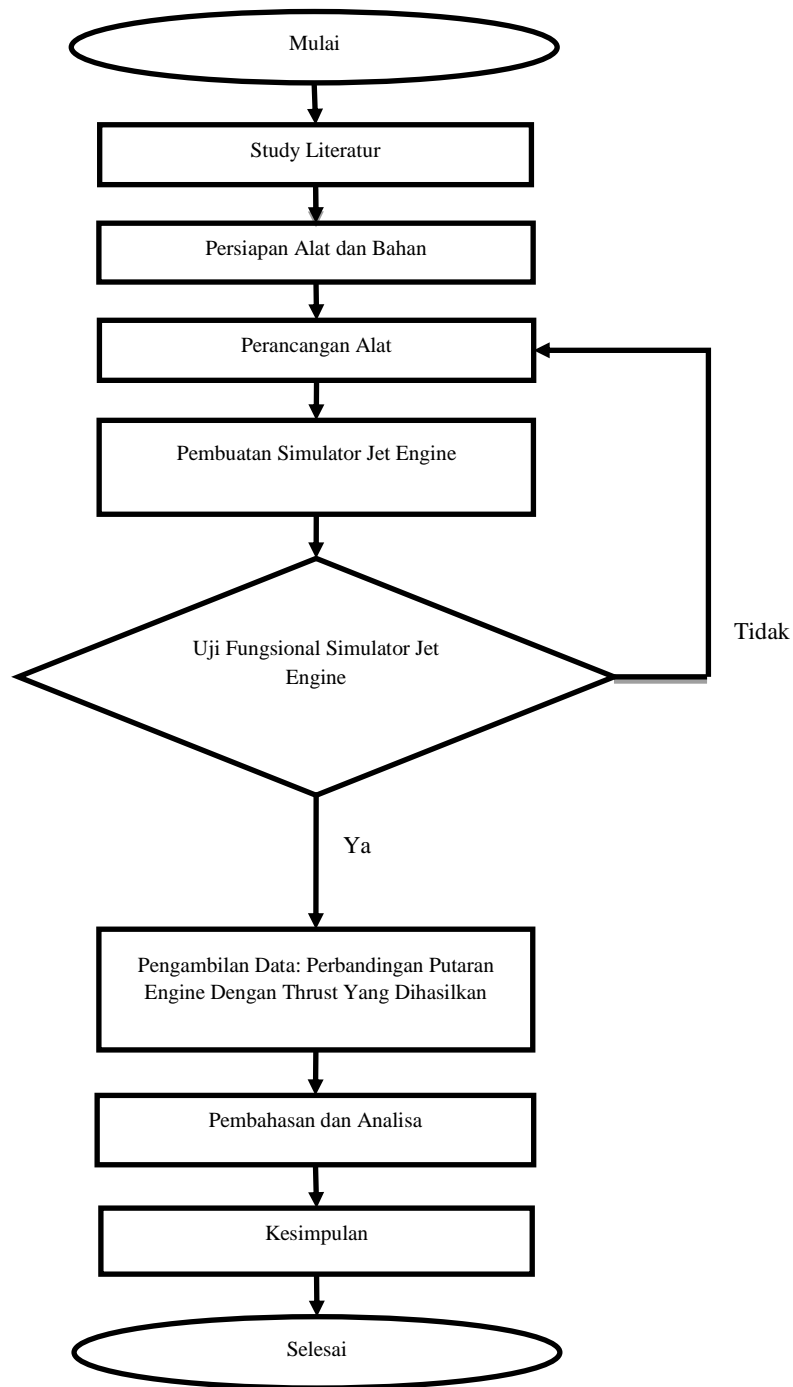 Mulai
Study Literatur
Persiapan Alat dan Bahan
Perancangan Alat
Pembuatan Simulator Jet Engine
Uji Fungsional Simulator Jet
Engine
Tidak
Ya
Pengambilan Data: Perbandingan Putaran
Engine Dengan Thrust Yang Dihasilkan
Pembahasan dan Analisa
Kesimpulan
Selesai